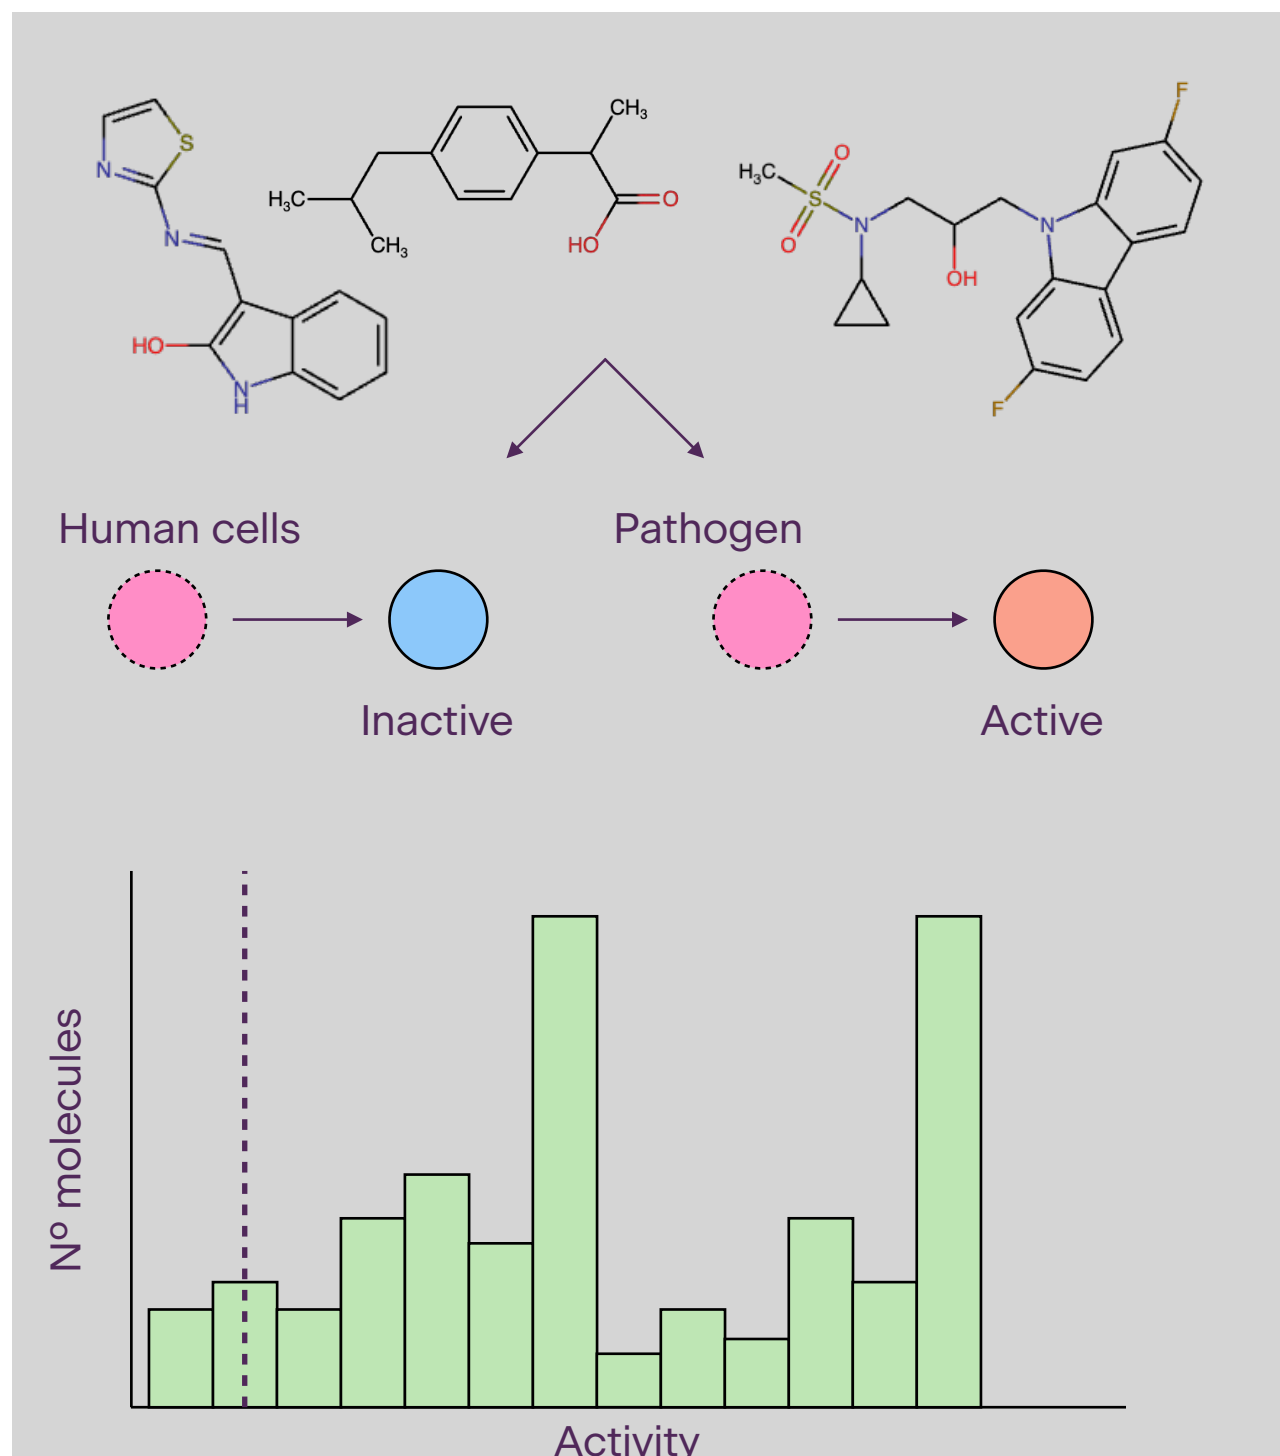 F
CH₃
O
S
H₃C
S
N
H₃C
O
N
N
O
N
CH₃
HO
OH
HO
N
H
F
Human cells
Pathogen
Inactive
Active
Nº molecules
Activity